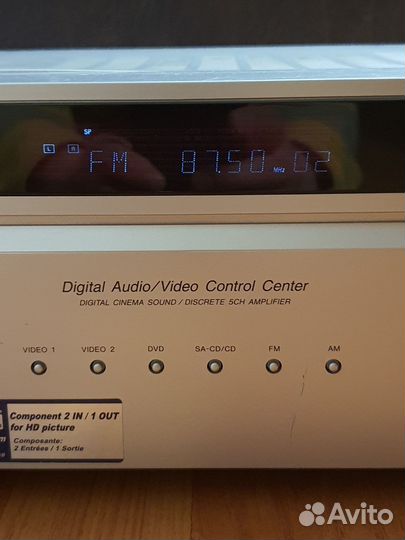 SP
L R
FM 87.50 MHz 02
Digital Audio/Video Control Center
DIGITAL CINEMA SOUND / DISCRETE 5CH AMPLIFIER
VIDEO 1 VIDEO 2 DVD SA-CD/CD FM AM
Component 2 IN / 1 OUT
for HD picture
Composante:
2 Entrées / 1 Sortie
Avito